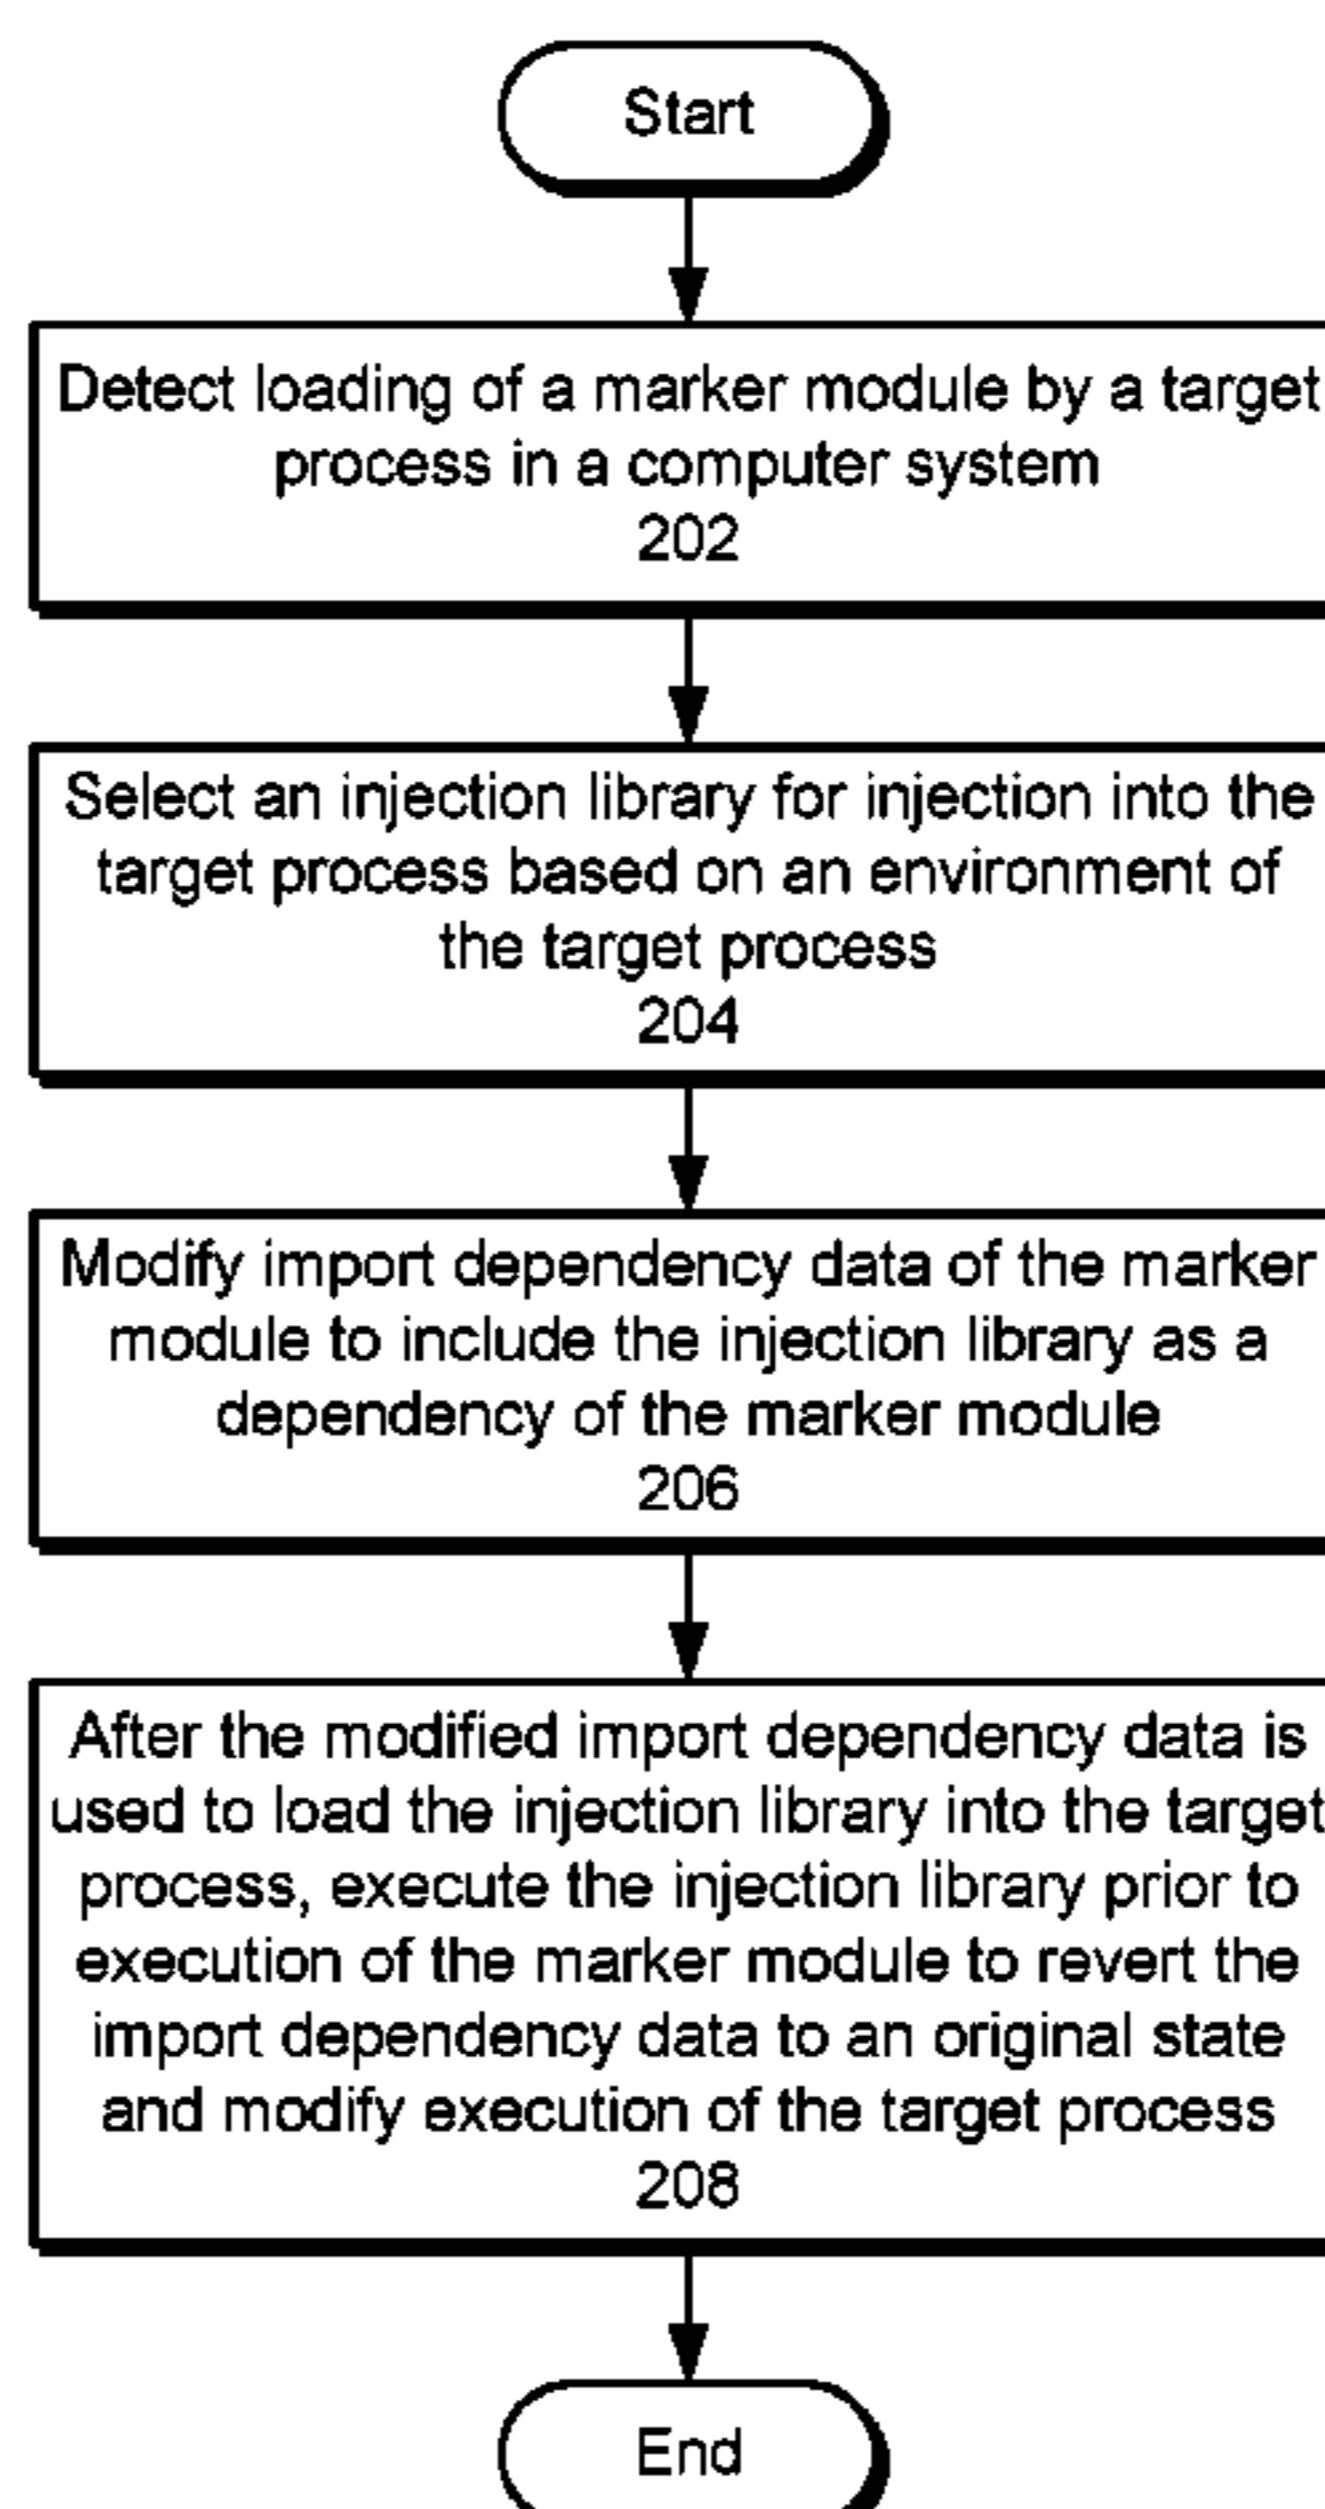 Start
Detect loading of a marker module by a target
process in a computer system
202
Select an injection library for injection into the
target process based on an environment of
the target process
204
Modify import dependency data of the marker
module to include the injection library as a
dependency of the marker module
206
After the modified import dependency data is
used to load the injection library into the target
process, execute the injection library prior to
execution of the marker module to revert the
import dependency data to an original state
and modify execution of the target process
208
End